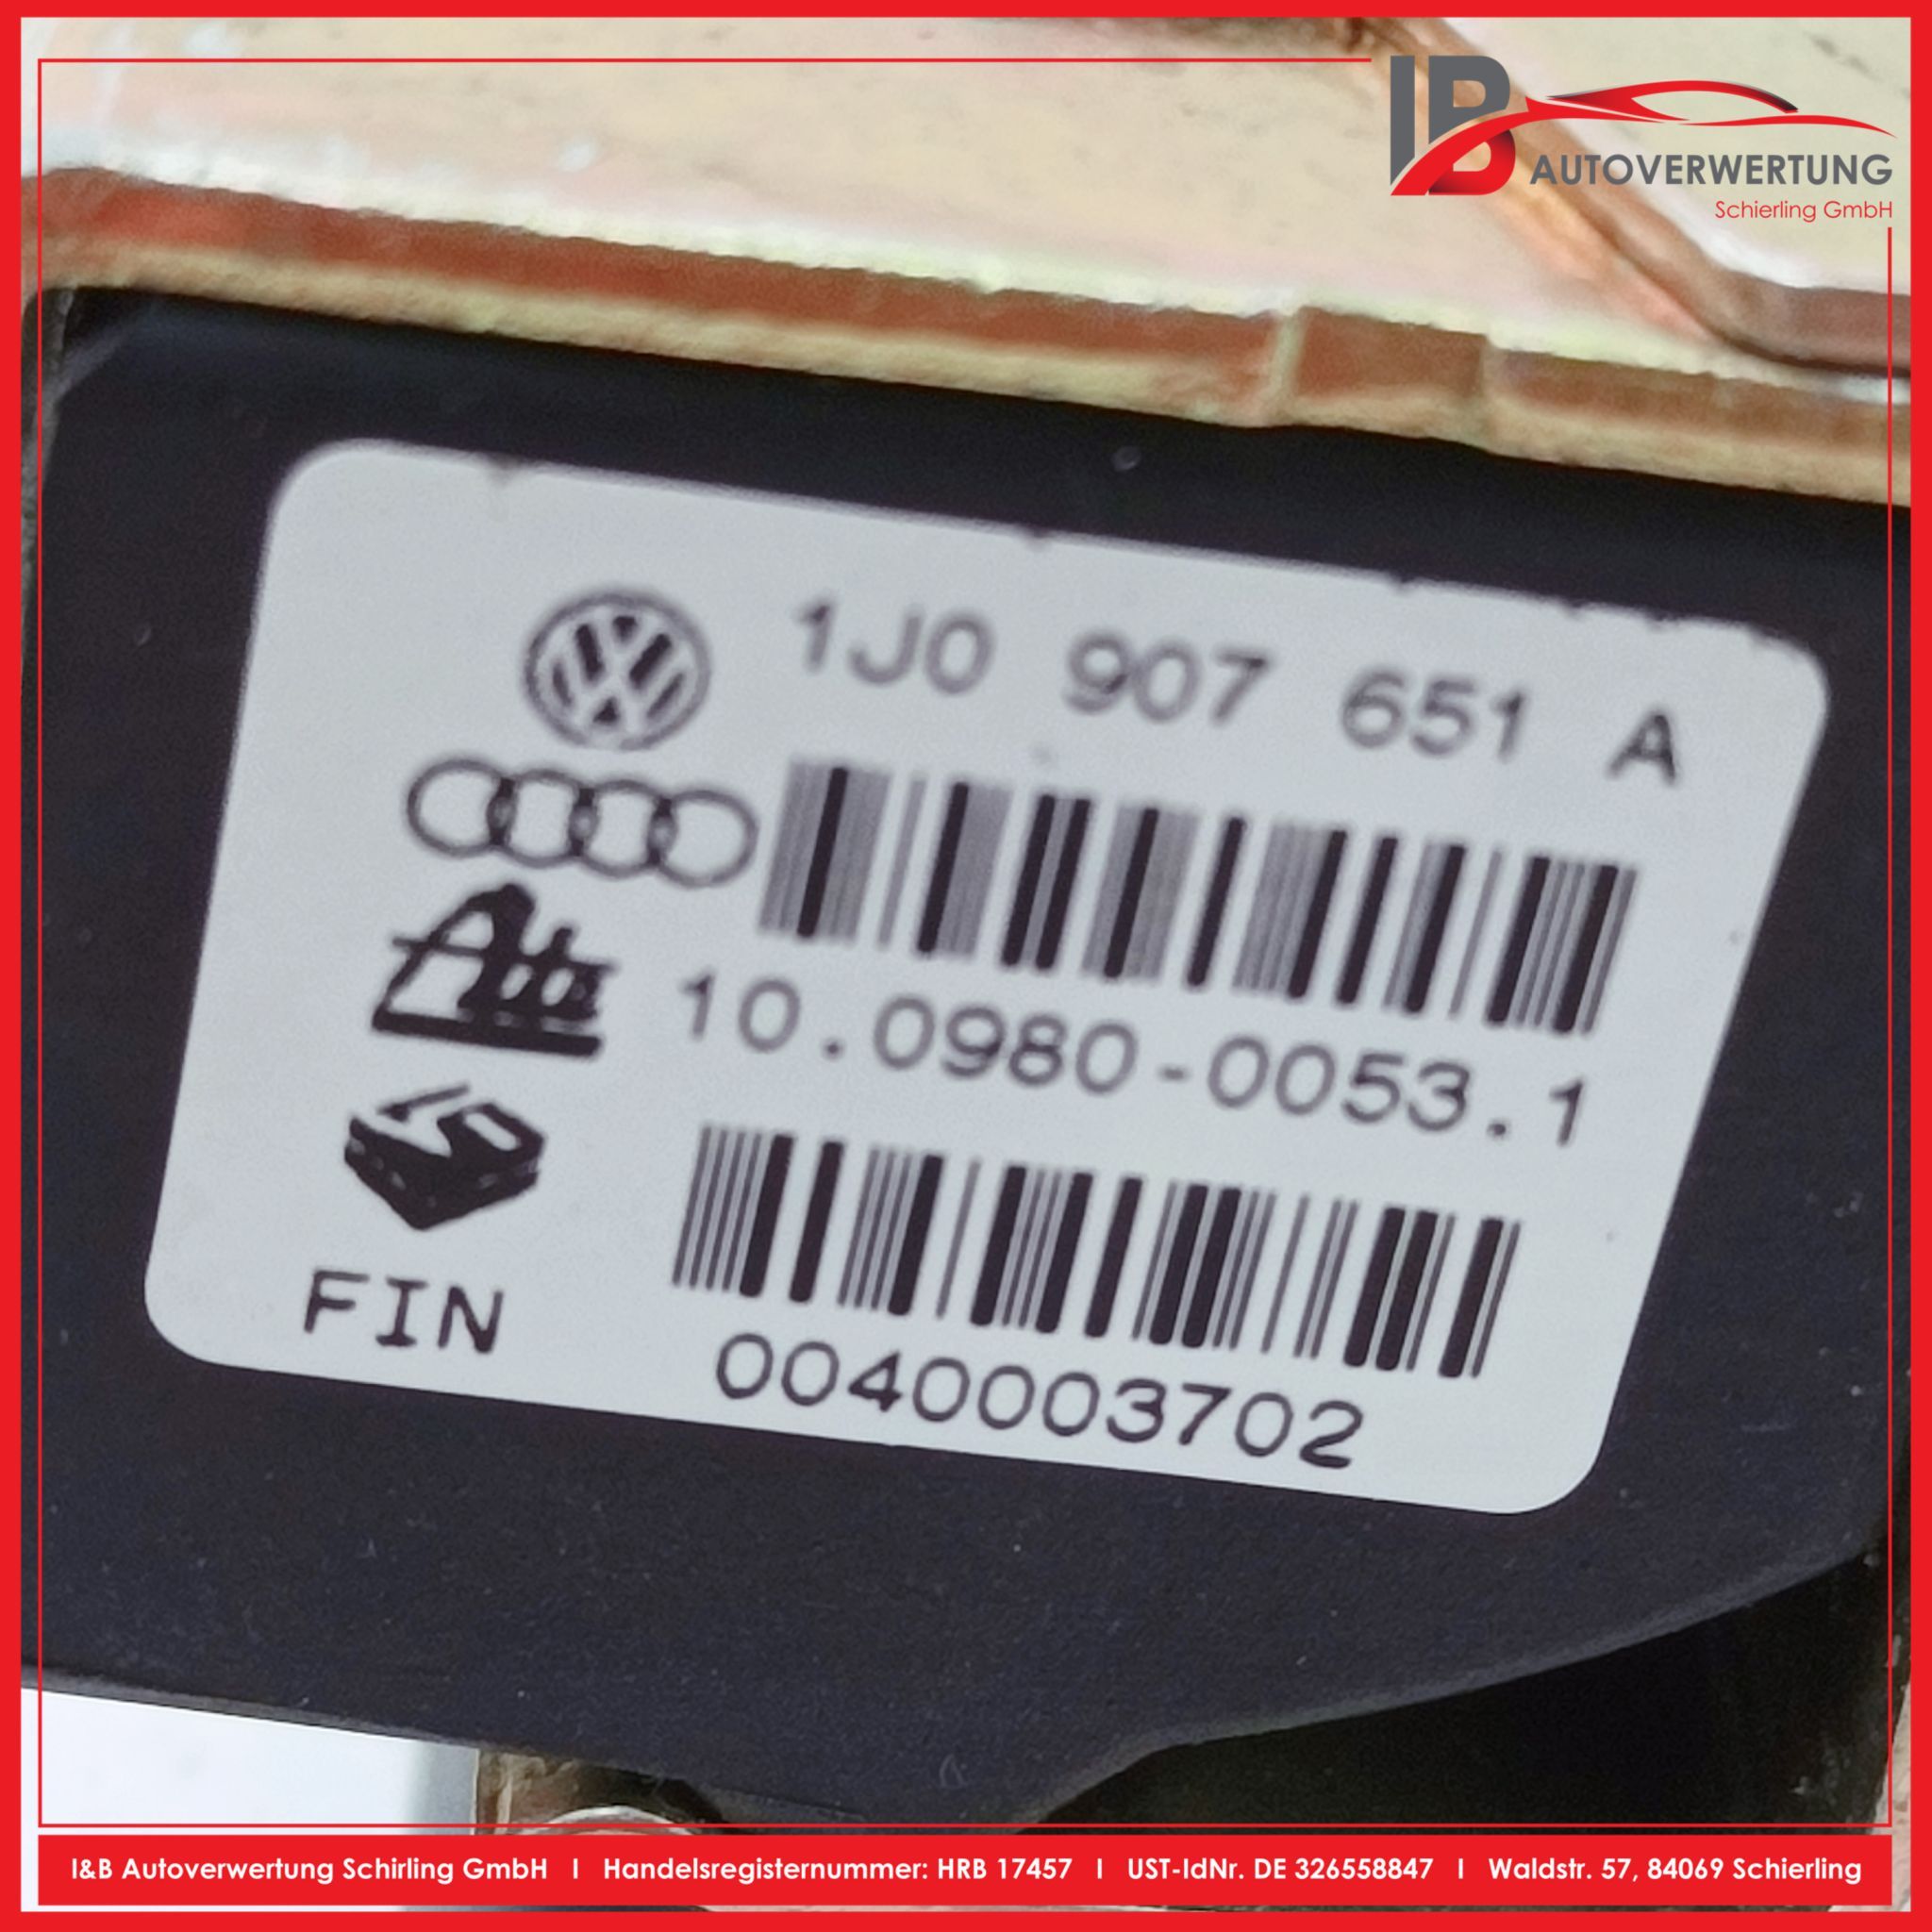 IB
AUTOVERWERTUNG
Schierling GmbH
1J0 907 651 A
Ate
10.0980-0053.1
FIN
0040003702
I&B Autoverwertung Schirling GmbH I Handelsregisternummer: HRB 17457 I UST-IdNr. DE 326558847 I Waldstr. 57, 84069 Schierling